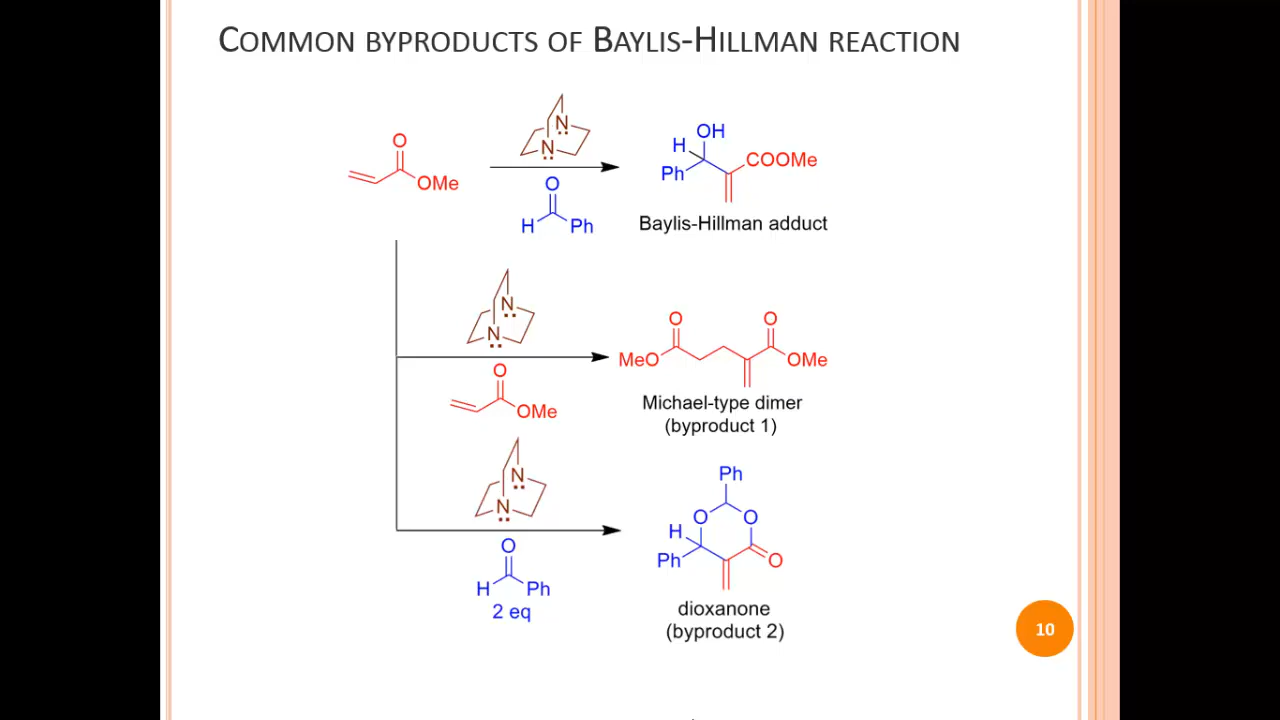 COMMON BYPRODUCTS OF BAYLIS-HILLMAN REACTION
N
N
O
OMe
O
H
Ph
OH
H
Ph
COOMe
Baylis-Hillman adduct
N
N
O
OMe
O
O
MeO
OMe
Michael-type dimer
(byproduct 1)
N
N
O
H
Ph
2 eq
Ph
O
O
H
Ph
O
dioxanone
(byproduct 2)
10